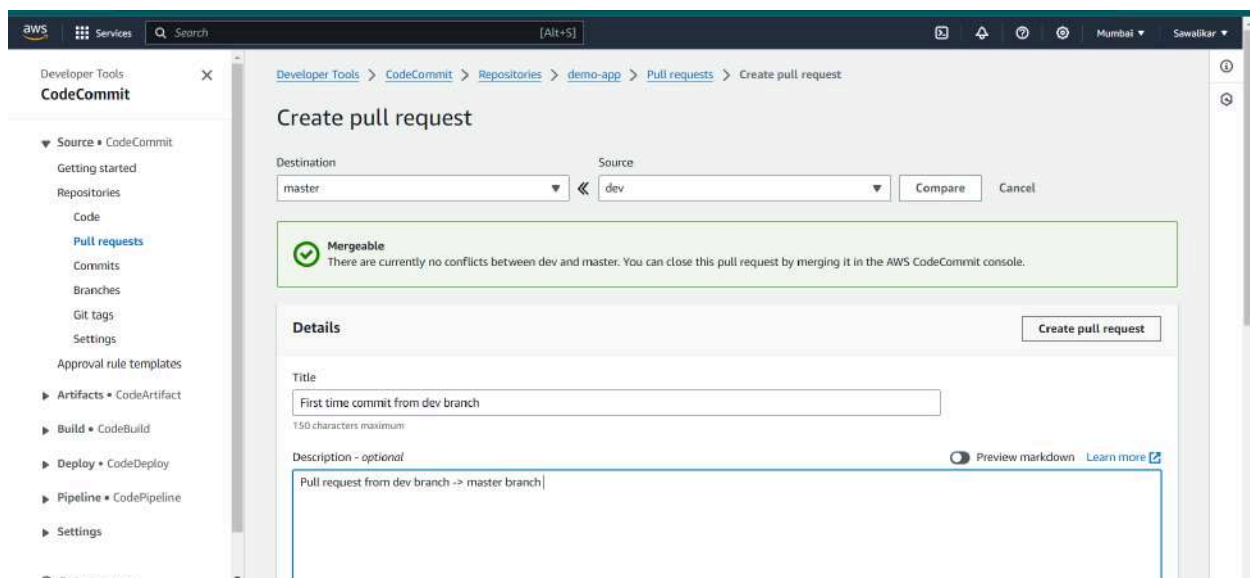 aws Services Search [Alt+S] Mumbai ▼ Sawalikar ▼
Developer Tools
CodeCommit
Source • CodeCommit
Getting started
Repositories
Code
Pull requests
Commits
Branches
Git tags
Settings
Approval rule templates
Artifacts • CodeArtifact
Build • CodeBuild
Deploy • CodeDeploy
Pipeline • CodePipeline
Settings
Developer Tools > CodeCommit > Repositories > demo-app > Pull requests > Create pull request
Create pull request
Destination Source
master dev Compare Cancel
Mergeable
There are currently no conflicts between dev and master. You can close this pull request by merging it in the AWS CodeCommit console.
Details Create pull request
Title
First time commit from dev branch
150 characters maximum
Description - optional Preview markdown Learn more
Pull request from dev branch -> master branch